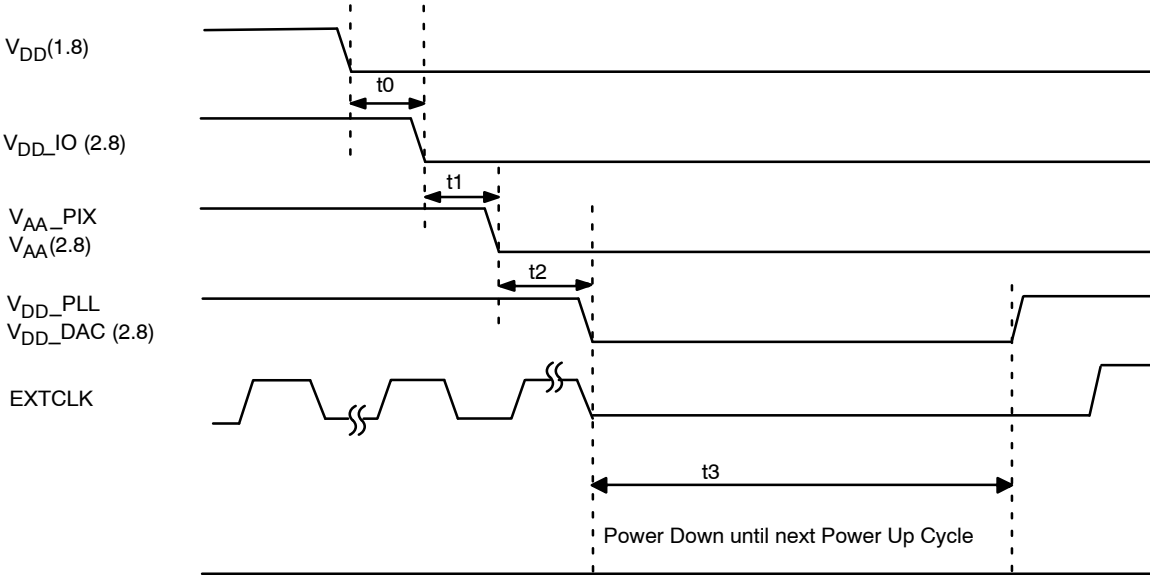 VDD(1.8)
t0
VDD_IO (2.8)
t1
VAA_PIX
VAA(2.8)
t2
VDD_PLL
VDD_DAC (2.8)
EXTCLK
t3
Power Down until next Power Up Cycle